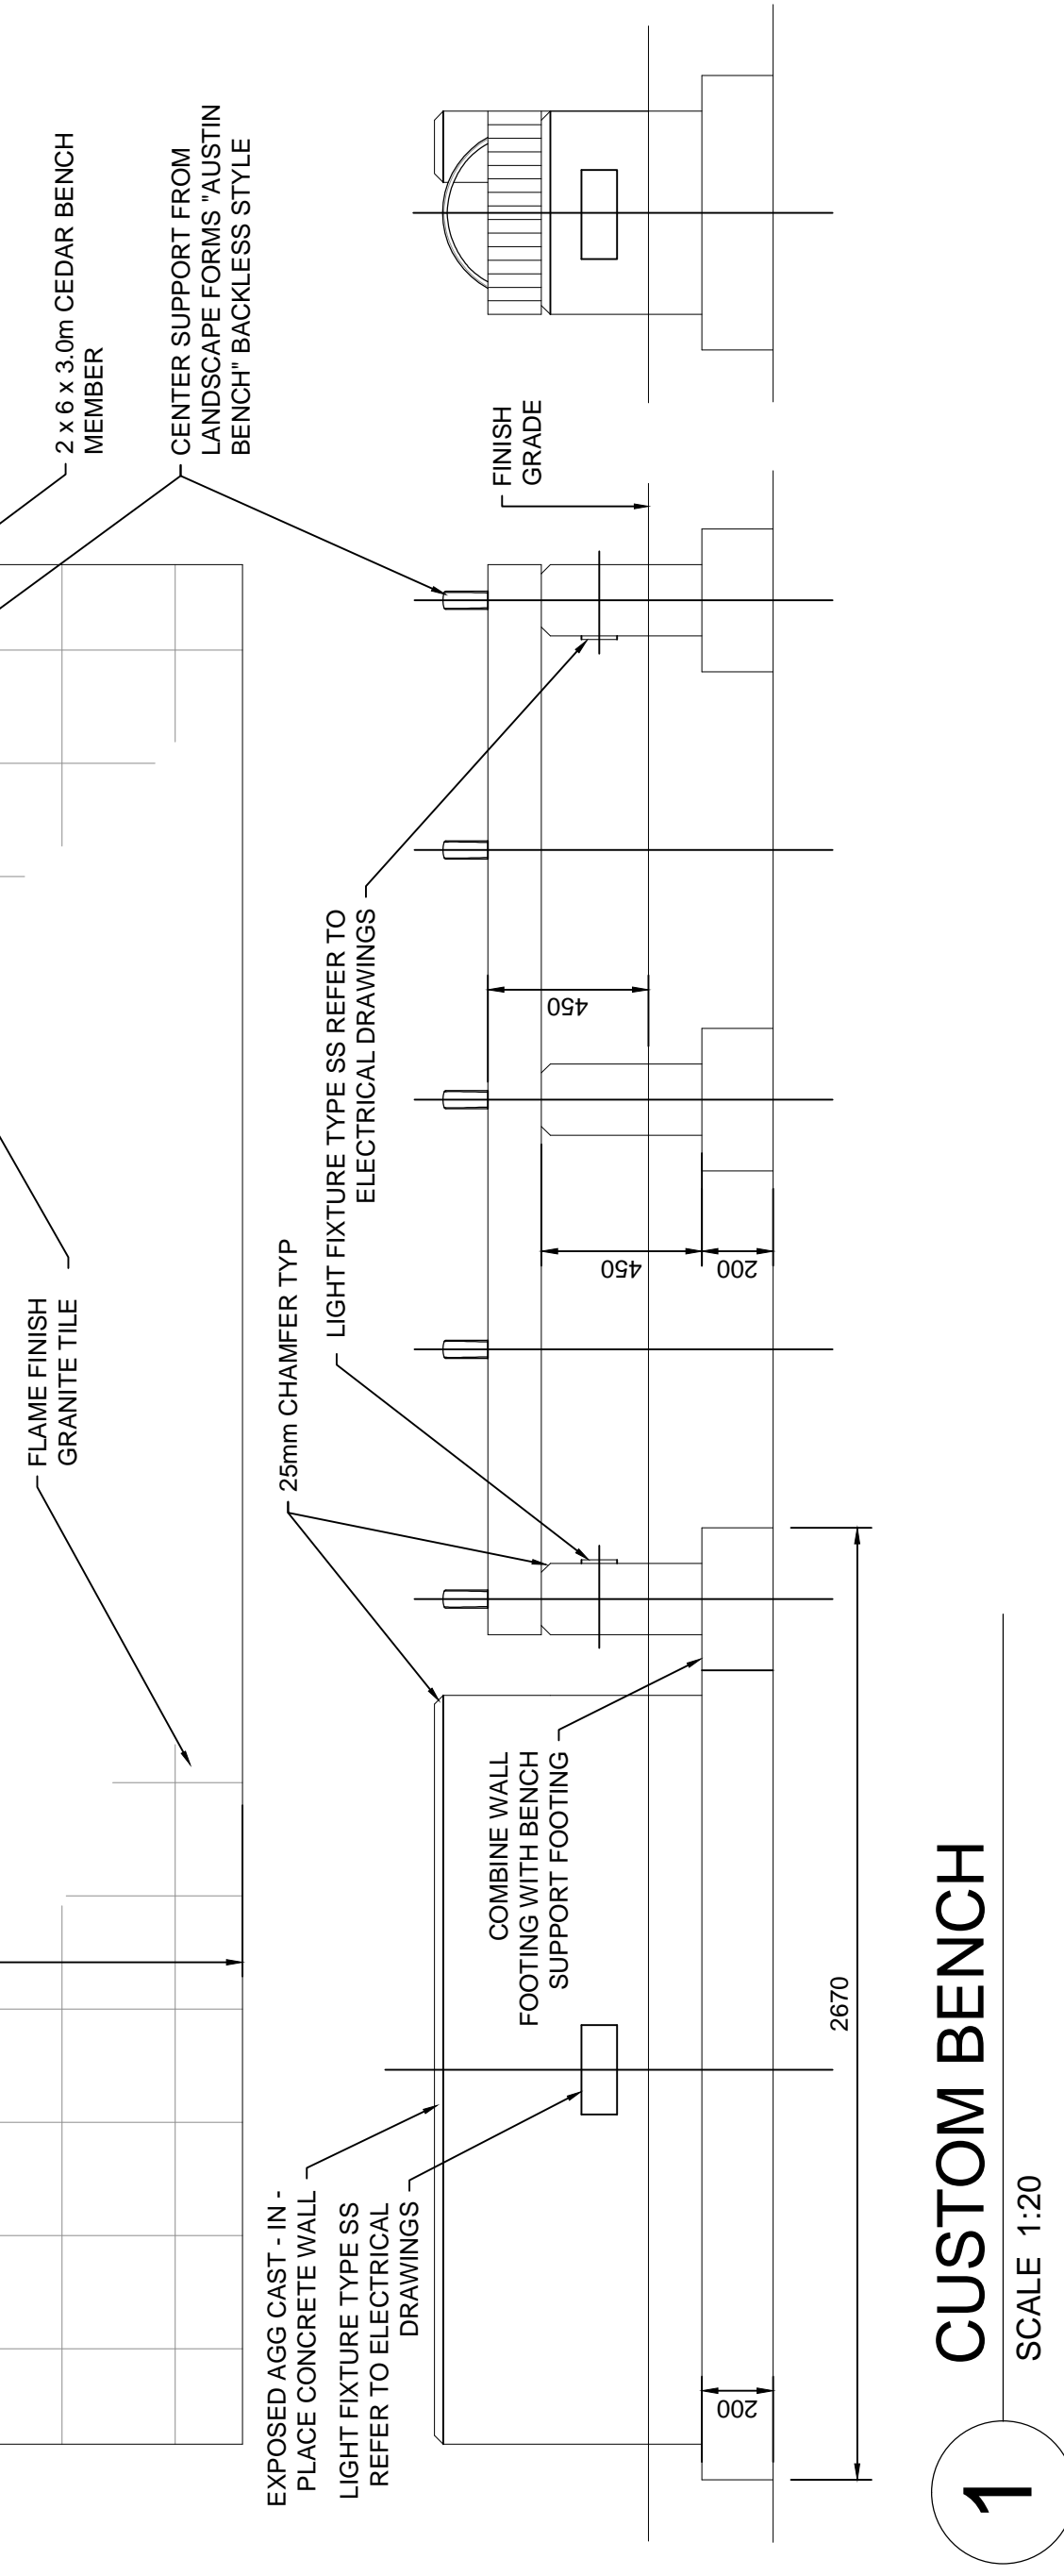 2 x 6 x 3.0m CEDAR BENCH
MEMBER
CENTER SUPPORT FROM
LANDSCAPE FORMS "AUSTIN
BENCH" BACKLESS STYLE
FLAME FINISH
GRANITE TILE
25mm CHAMFER TYP
LIGHT FIXTURE TYPE SS REFER TO
ELECTRICAL DRAWINGS
EXPOSED AGG CAST - IN -
PLACE CONCRETE WALL
LIGHT FIXTURE TYPE SS
REFER TO ELECTRICAL
DRAWINGS
COMBINE WALL
FOOTING WITH BENCH
SUPPORT FOOTING
FINISH
GRADE
450
450
200
200
2670
1
CUSTOM BENCH
SCALE 1:20